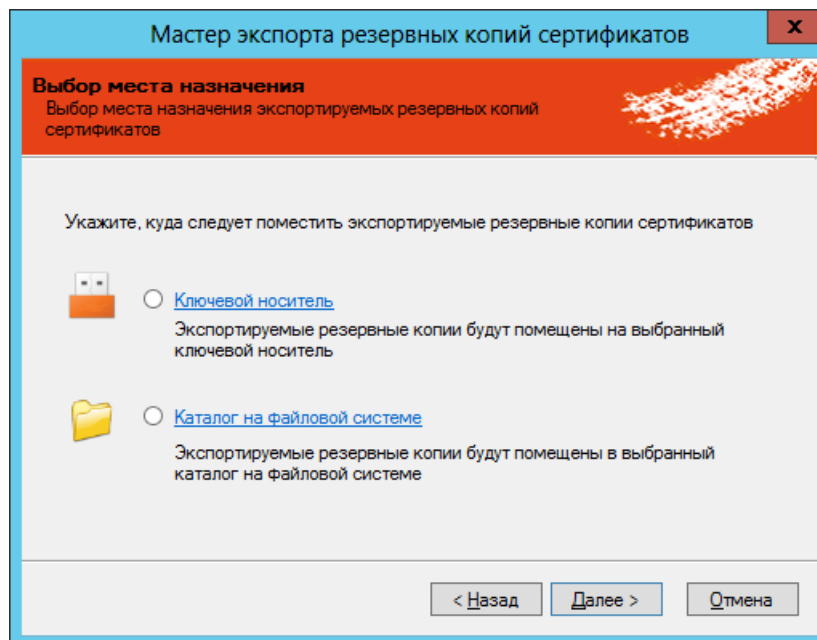 Мастер экспорта резервных копий сертификатов
x
Выбор места назначения
Выбор места назначения экспортируемых резервных копий
сертификатов
Укажите, куда следует поместить экспортируемые резервные копии сертификатов
Ключевой носитель
Экспортируемые резервные копии будут помещены на выбранный
ключевой носитель
Каталог на файловой системе
Экспортируемые резервные копии будут помещены в выбранный
каталог на файловой системе
< Назад Далее > Отмена